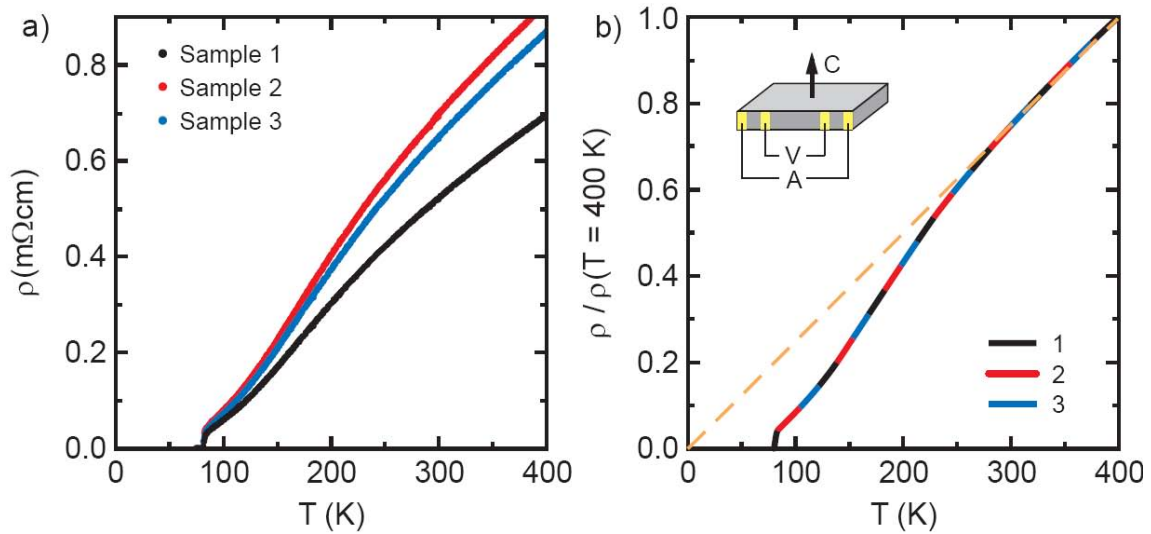 a)
Sample 1
Sample 2
Sample 3
0.8
0.6
0.4
0.2
0.0
0 100 200 300 400
ρ (mΩcm)
T (K)
b)
C
V
A
1
2
3
1.0
0.8
0.6
0.4
0.2
0.0
0 100 200 300 400
ρ / ρ(T = 400 K)
T (K)